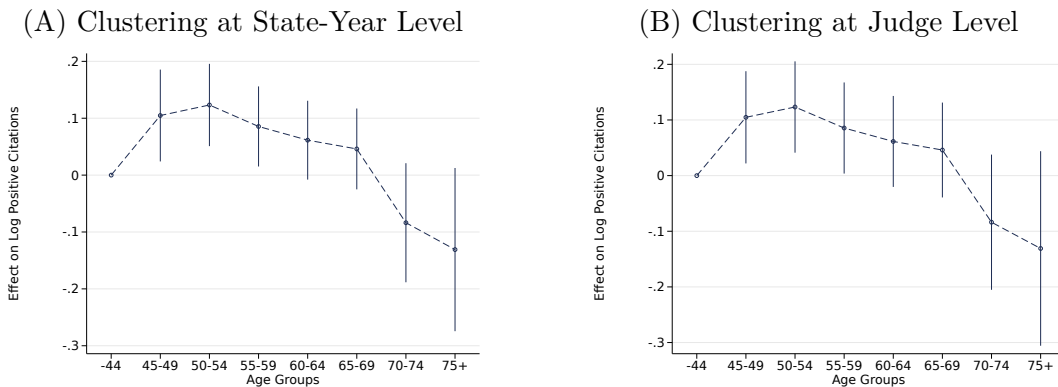 (A) Clustering at State-Year Level
Effect on Log Positive Citations
.2
.1
0
-.1
-.2
-.3
-44 45-49 50-54 55-59 60-64 65-69 70-74 75+
Age Groups
(B) Clustering at Judge Level
Effect on Log Positive Citations
.2
.1
0
-.1
-.2
-.3
-44 45-49 50-54 55-59 60-64 65-69 70-74 75+
Age Groups